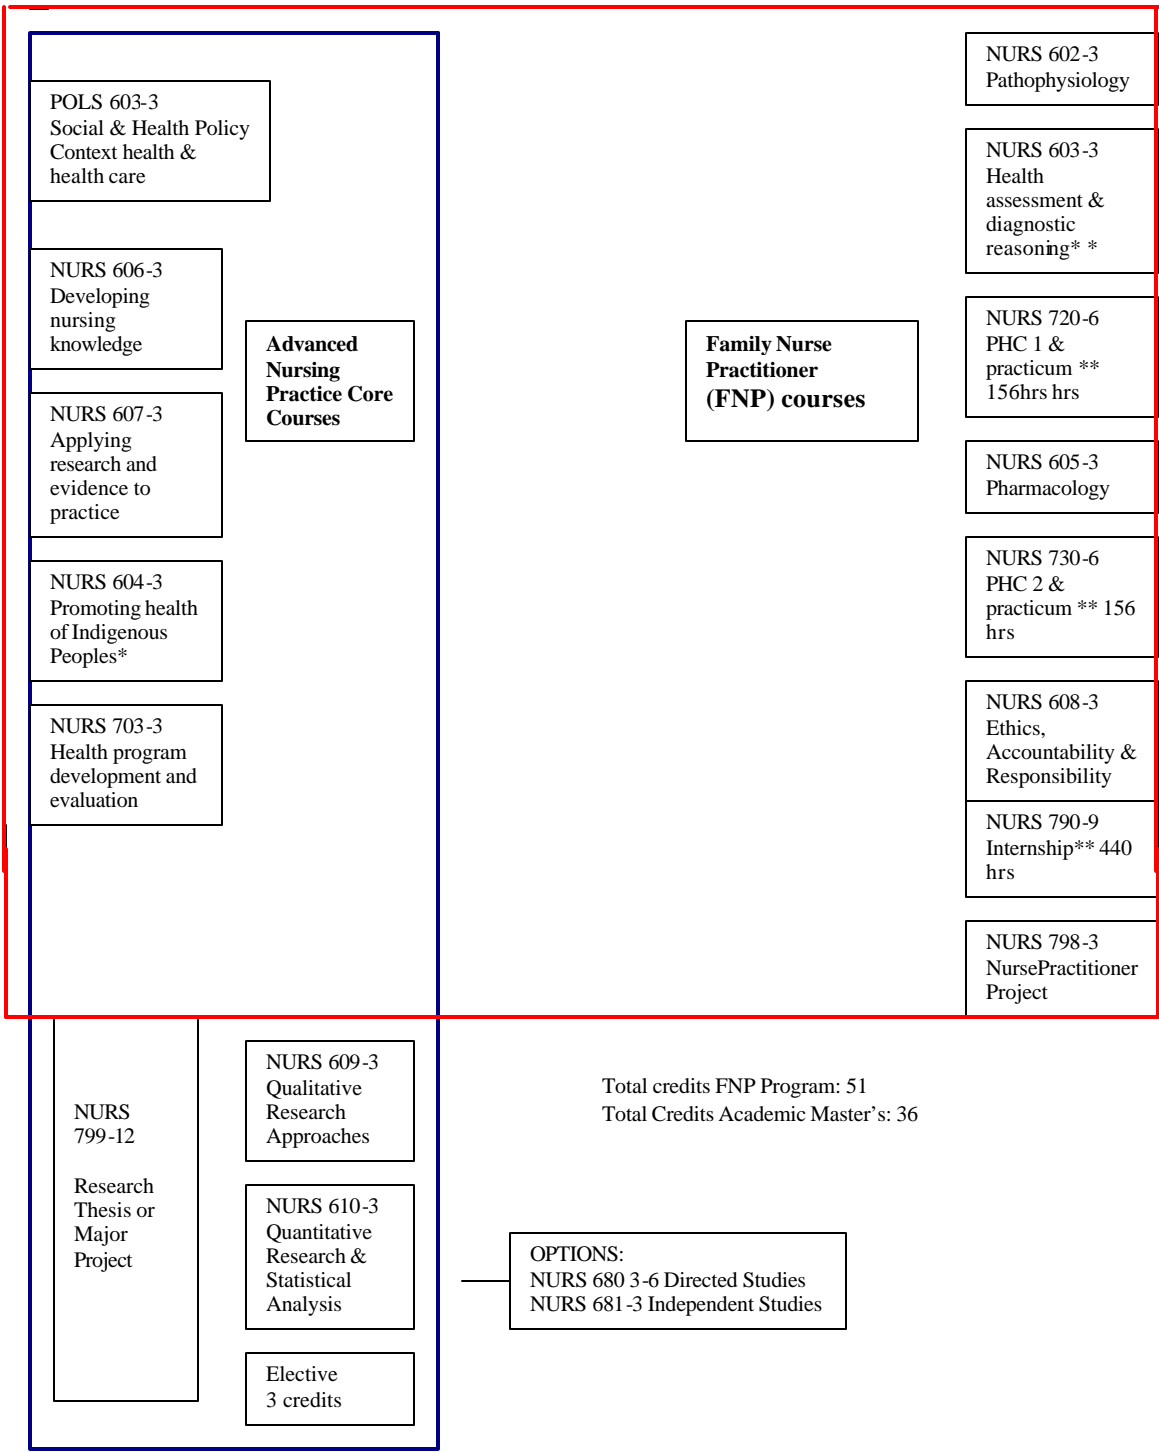 POLS 603-3
Social & Health Policy
Context health &
health care
NURS 606-3
Developing
nursing
knowledge
NURS 607-3
Applying
research and
evidence to
practice
NURS 604-3
Promoting health
of Indigenous
Peoples*
NURS 703-3
Health program
development and
evaluation
Advanced
Nursing
Practice Core
Courses
Family Nurse
Practitioner
(FNP) courses
NURS 602-3
Pathophysiology
NURS 603-3
Health
assessment &
diagnostic
reasoning* *
NURS 720-6
PHC 1 &
practicum **
156hrs hrs
NURS 605-3
Pharmacology
NURS 730-6
PHC 2 &
practicum ** 156
hrs
NURS 608-3
Ethics,
Accountability &
Responsibility
NURS 790-9
Internship** 440
hrs
NURS 798-3
NursePractitioner
Project
NURS
799-12
Research
Thesis or
Major
Project
NURS 609-3
Qualitative
Research
Approaches
NURS 610-3
Quantitative
Research &
Statistical
Analysis
Elective
3 credits
Total credits FNP Program: 51
Total Credits Academic Master's: 36
OPTIONS:
NURS 680 3-6 Directed Studies
NURS 681-3 Independent Studies